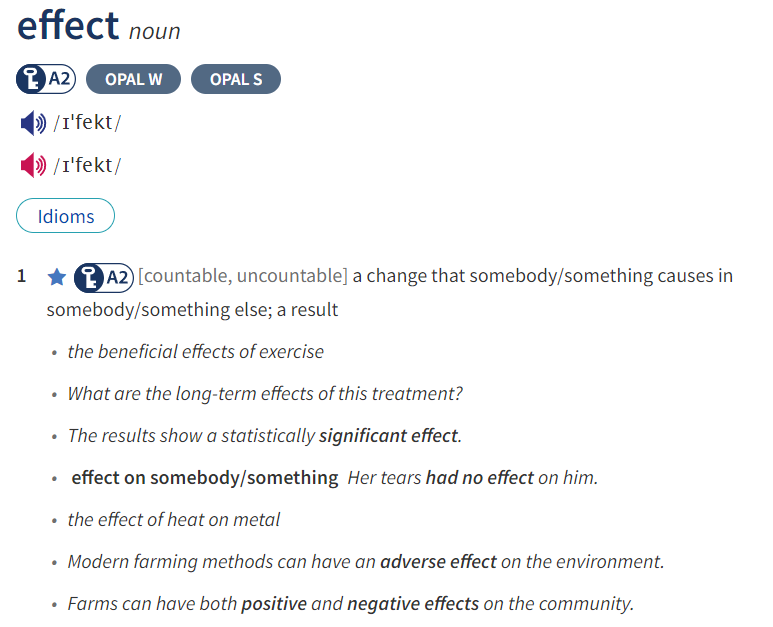 effect noun
A2 OPAL W OPAL S
/ɪˈfekt/
/ɪˈfekt/
Idioms
1 A2 [countable, uncountable] a change that somebody/something causes in
somebody/something else; a result
• the beneficial effects of exercise
• What are the long-term effects of this treatment?
• The results show a statistically significant effect.
• effect on somebody/something Her tears had no effect on him.
• the effect of heat on metal
• Modern farming methods can have an adverse effect on the environment.
• Farms can have both positive and negative effects on the community.